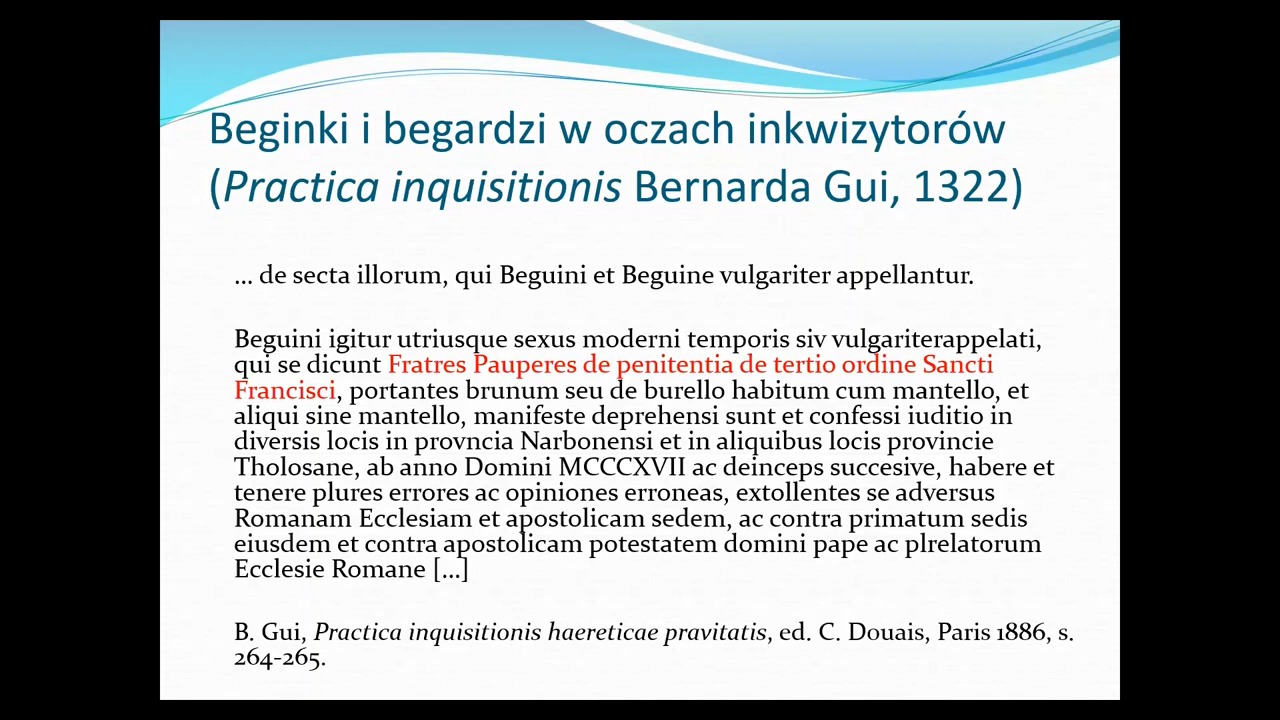 Beginki i begardzi w oczach inkwizytorów
(Practica inquisitionis Bernarda Gui, 1322)
... de secta illorum, qui Beguini et Beguine vulgariter appellantur.
Beguini igitur utriusque sexus moderni temporis siv vulgariterappelati,
qui se dicunt Fratres Pauperes de penitentia de tertio ordine Sancti
Francisci, portantes brunum seu de burello habitum cum mantello, et
aliqui sine mantello, manifeste deprehensi sunt et confessi iuditio in
diversis locis in provncia Narbonensi et in aliquibus locis provincie
Tholosane, ab anno Domini MCCCXVII ac deinceps succesive, habere et
tenere plures errores ac opiniones erroneas, extollentes se adversus
Romanam Ecclesiam et apostolicam sedem, ac contra primatum sedis
eiusdem et contra apostolicam potestatem domini pape ac plrelatorum
Ecclesie Romane [...]
B. Gui, Practica inquisitionis haereticae pravitatis, ed. C. Douais, Paris 1886, s.
264-265.